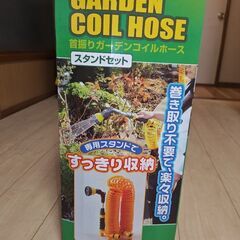 GARDEN
COIL HOSE
首振りガーデンコイルホース
スタンドセット
専用スタンドで
すっきり収納
巻き取り不要で、
楽々収納。